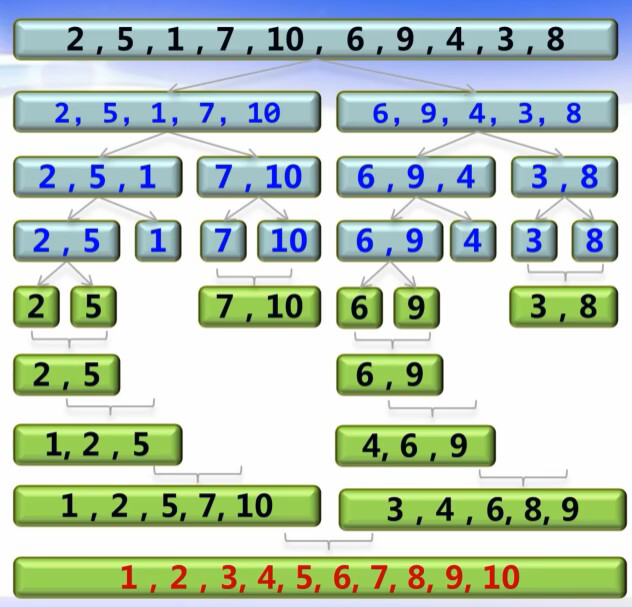 2 , 5 , 1 , 7 , 10 , 6 , 9 , 4 , 3 , 8
2, 5, 1, 7, 10 6, 9, 4, 3, 8
2 , 5 , 1 7 , 10 6 , 9 , 4 3 , 8
2 , 5 1 7 10 6 , 9 4 3 8
2 5 7 , 10 6 9 3 , 8
2 , 5 6 , 9
1, 2 , 5 4, 6 , 9
1 , 2 , 5, 7, 10 3 , 4 , 6, 8, 9
1 , 2 , 3, 4, 5, 6, 7, 8, 9, 10